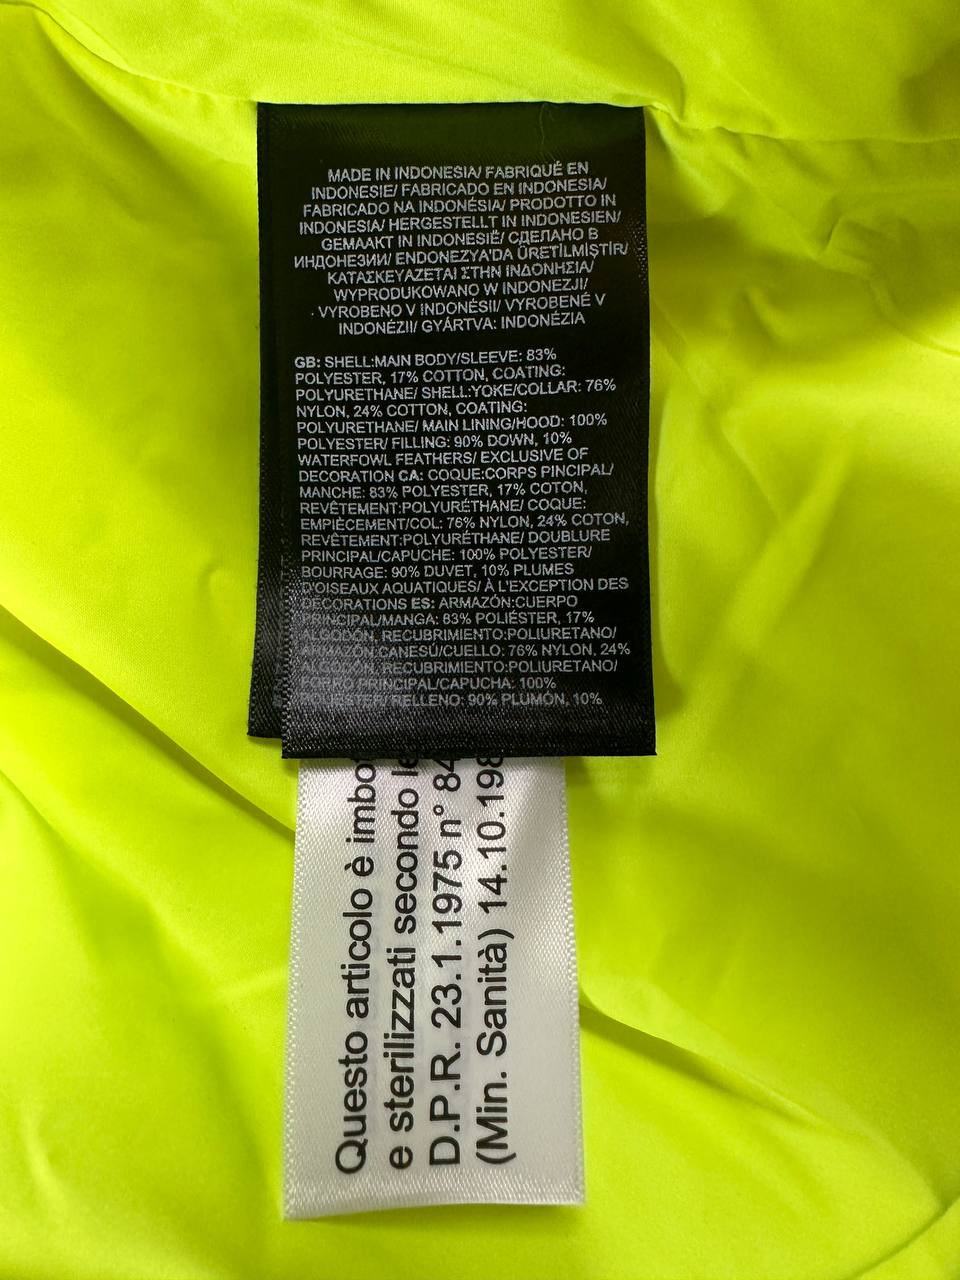 MADE IN INDONESIA/ FABRIQUÉ EN
INDONESIE/ FABRICADO EN INDONESIA/
FABRICADO NA INDONÉSIA/ PRODOTTO IN
INDONESIA/ HERGESTELLT IN INDONESIEN/
GEMAAKT IN INDONESIË/ СДЕЛАНО В
ИНДОНЕЗИИ/ ENDONEZYA'DA ÜRETİLMİŞTİR/
ΚΑΤΑΣΚΕΥΑΖΕΤΑΙ ΣΤΗΝ ΙΝΔΟΝΗΣΙΑ/
WYPRODUKOWANO W INDONEZJI/
VYROBENO V INDONÉSII/ VYROBENÉ V
INDONÉZII/ GYÁRTVA: INDONÉZIA
GB: SHELL:MAIN BODY/SLEEVE: 83%
POLYESTER, 17% COTTON, COATING:
POLYURETHANE/ SHELL:YOKE/COLLAR: 76%
NYLON, 24% COTTON, COATING:
POLYURETHANE/ MAIN LINING/HOOD: 100%
POLYESTER/ FILLING: 90% DOWN, 10%
WATERFOWL FEATHERS/ EXCLUSIVE OF
DECORATION CA: COQUE:CORPS PINCIPAL/
MANCHE: 83% POLYESTER, 17% COTON,
REVÊTEMENT:POLYURÉTHANE/ COQUE:
EMPIÈCEMENT/COL: 76% NYLON, 24% COTON,
REVÊTEMENT:POLYURÉTHANE/ DOUBLURE
PRINCIPAL/CAPUCHE: 100% POLYESTER/
BOURRAGE: 90% DUVET, 10% PLUMES
D'OISEAUX AQUATIQUES/ À L'EXCEPTION DES
DÉCORATIONS ES: ARMAZÓN:CUERPO
PRINCIPAL/MANGA: 83% POLIÉSTER, 17%
ALGODÓN, RECUBRIMIENTO:POLIURETANO/
ARMAZÓN:CANESÚ/CUELLO: 76% NYLON, 24%
ALGODÓN, RECUBRIMIENTO:POLIURETANO/
FORRO PRINCIPAL/CAPUCHA: 100%
POLIÉSTER/ RELLENO: 90% PLUMÓN, 10%
Questo articolo è imbo
e sterilizzati secondo le
D.P.R. 23.1.1975 n° 84
(Min. Sanità) 14.10.198